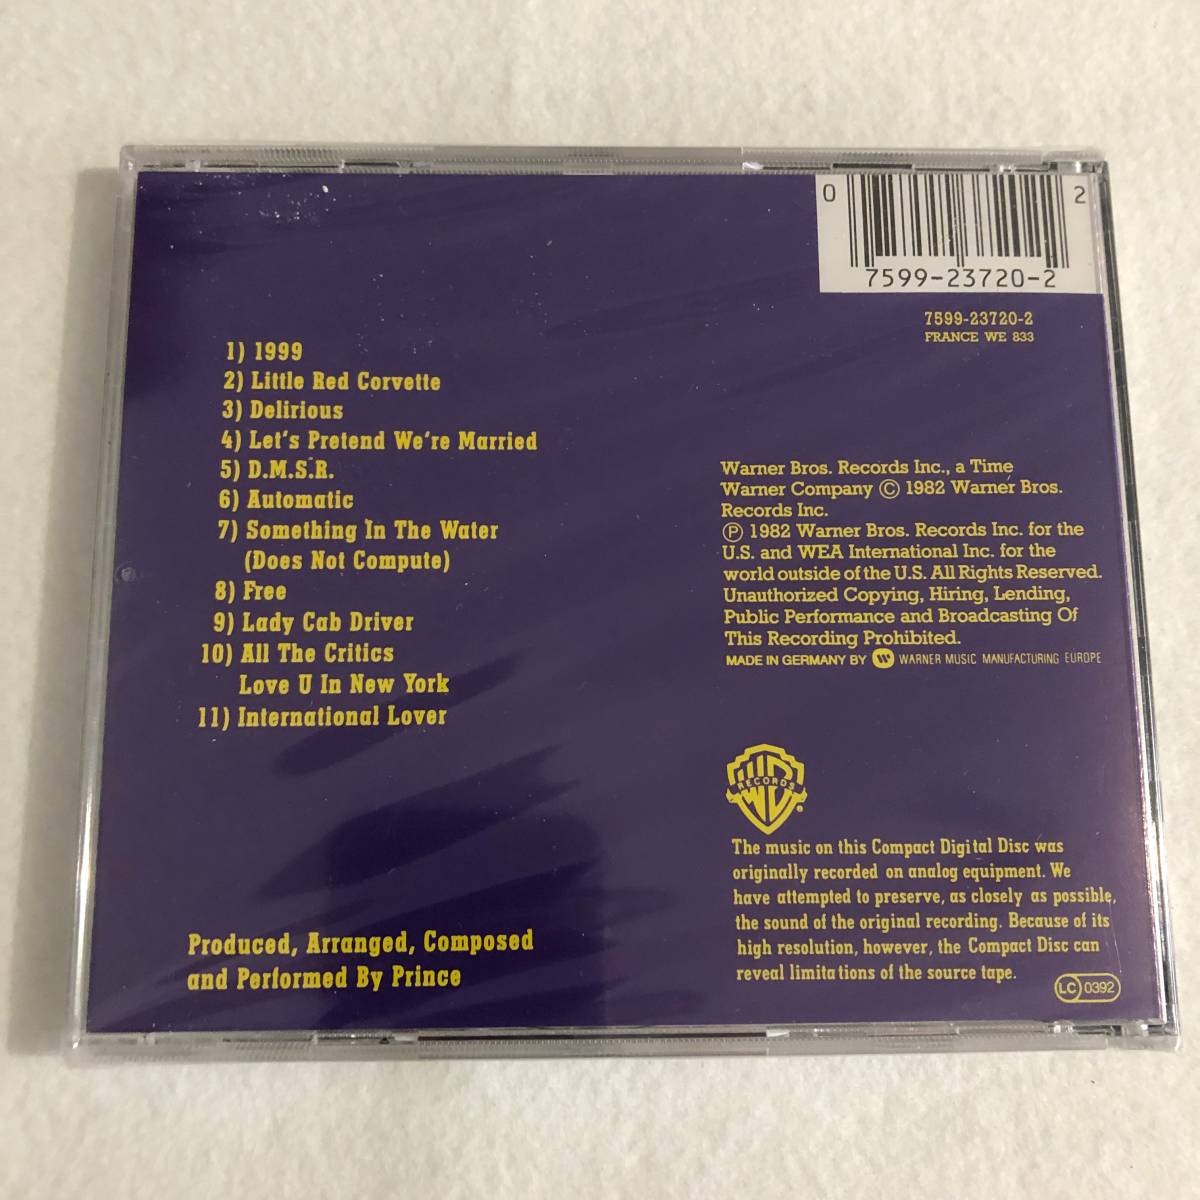 0 2
7599-23720-2
7599-23720-2
FRANCE WE 833
1) 1999
2) Little Red Corvette
3) Delirious
4) Let's Pretend We're Married
5) D.M.S.R.
6) Automatic
7) Something In The Water
(Does Not Compute)
8) Free
9) Lady Cab Driver
10) All The Critics
Love U In New York
11) International Lover
Produced, Arranged, Composed
and Performed By Prince
Warner Bros. Records Inc., a Time
Warner Company © 1982 Warner Bros.
Records Inc.
℗ 1982 Warner Bros. Records Inc. for the
U.S. and WEA International Inc. for the
world outside of the U.S. All Rights Reserved.
Unauthorized Copying, Hiring, Lending,
Public Performance and Broadcasting Of
This Recording Prohibited.
MADE IN GERMANY BY WARNER MUSIC MANUFACTURING EUROPE
WB
RECORDS
®
The music on this Compact Digital Disc was
originally recorded on analog equipment. We
have attempted to preserve, as closely as possible,
the sound of the original recording. Because of its
high resolution, however, the Compact Disc can
reveal limitations of the source tape.
LC 0392